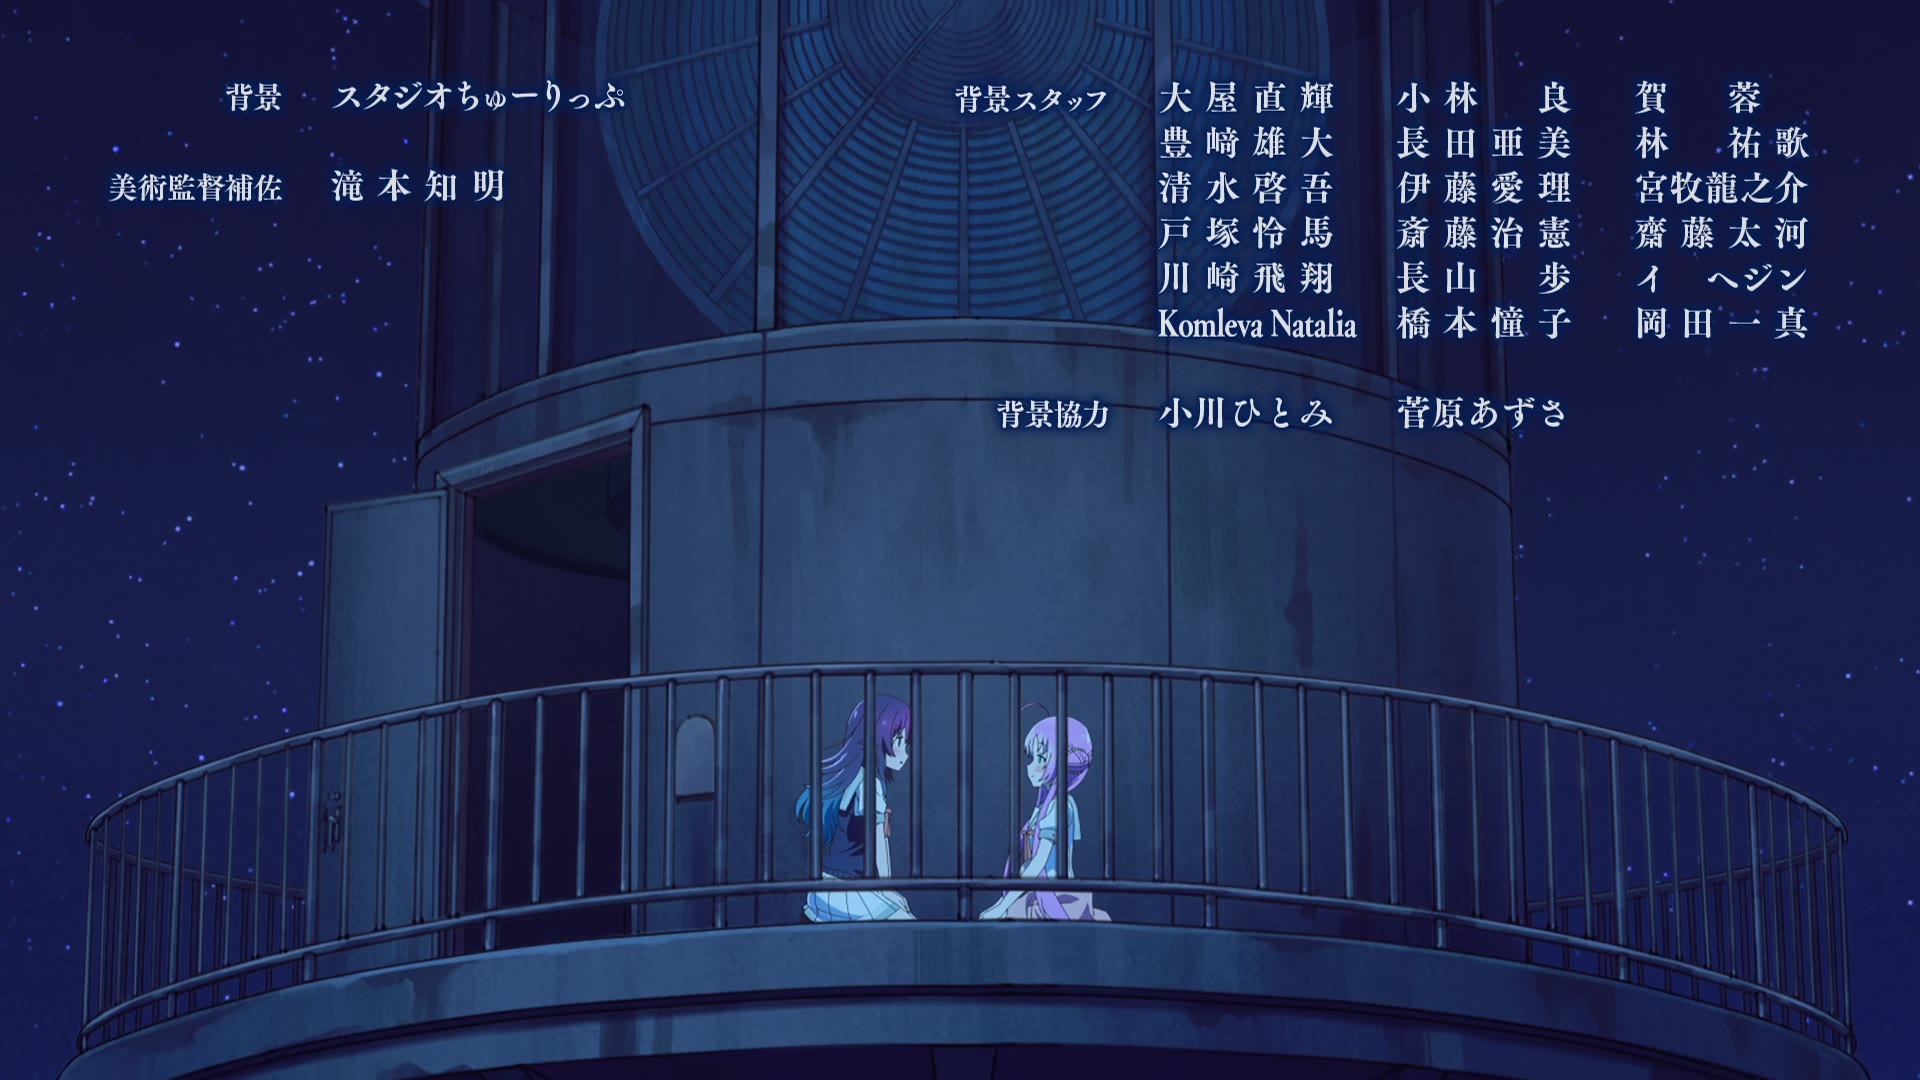 背景 スタジオちゅーりっぷ
美術監督補佐 滝本知明
背景スタッフ 大屋直輝 小林良 賀蓉
豊﨑雄大 長田亜美 林祐歌
清水啓吾 伊藤愛理 宮牧龍之介
戸塚怜馬 斎藤治憲 齋藤太河
川崎飛翔 長山歩 イヘジン
Komleva Natalia 橋本憧子 岡田一真
背景協力 小川ひとみ 菅原あずさ